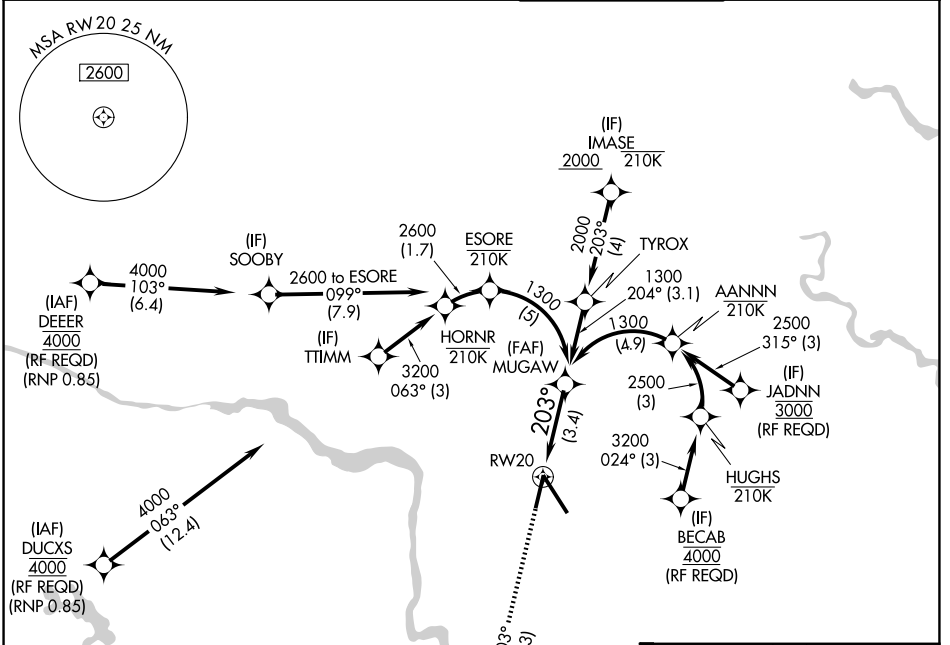 MSA RW 20 25 NM
2600
(IF)
IMASE
2000 210K
2000
203°
(4)
TYROX
1300
204° (3.1)
AANNN
210K
2500
315° (3)
(IF)
JADNN
3000
(RF REQD)
1300
(4.9)
2500
(3)
HUGHS
210K
3200
024° (3)
(IF)
BECAB
4000
(RF REQD)
(IF)
SOOBY
2600
(1.7)
ESORE
210K
1300
(5)
4000
103°
(6.4)
2600 to ESORE
099°
(7.9)
(IAF)
DEEER
4000
(RF REQD)
(RNP 0.85)
(IF)
TTIMM
HORNR
210K
3200
063° (3)
(FAF)
MUGAW
203°
(3.4)
RW20
4000
063°
(12.4)
(IAF)
DUCXS
4000
(RF REQD)
(RNP 0.85)
03°
3)